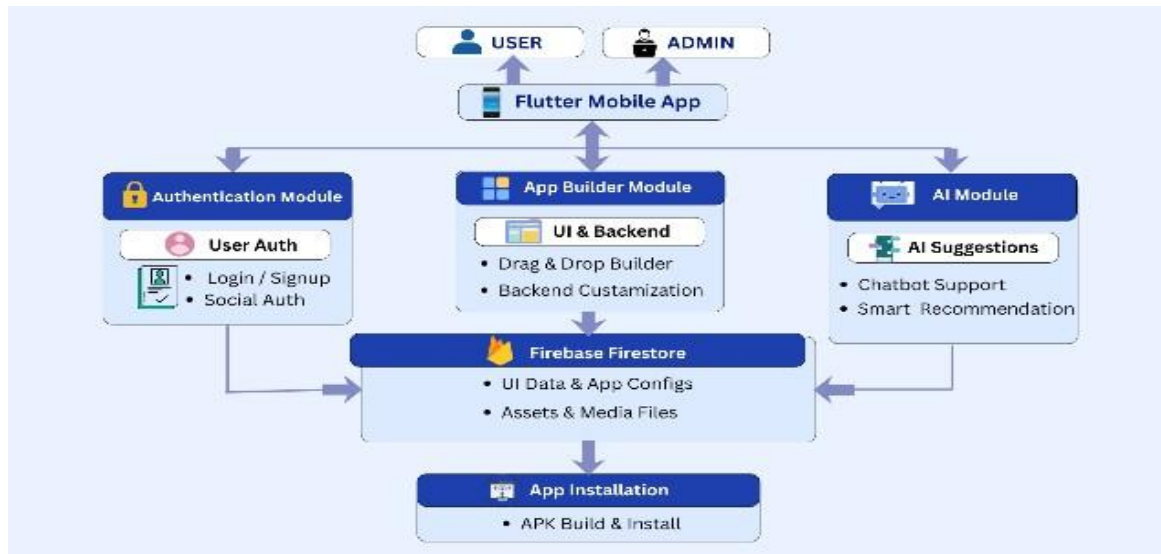 USER
ADMIN
Flutter Mobile App
Authentication Module
User Auth
• Login / Signup
• Social Auth
App Builder Module
UI & Backend
• Drag & Drop Builder
• Backend Custamization
AI Module
AI Suggestions
• Chatbot Support
• Smart Recommendation
Firebase Firestore
• UI Data & App Configs
• Assets & Media Files
App Installation
• APK Build & Install